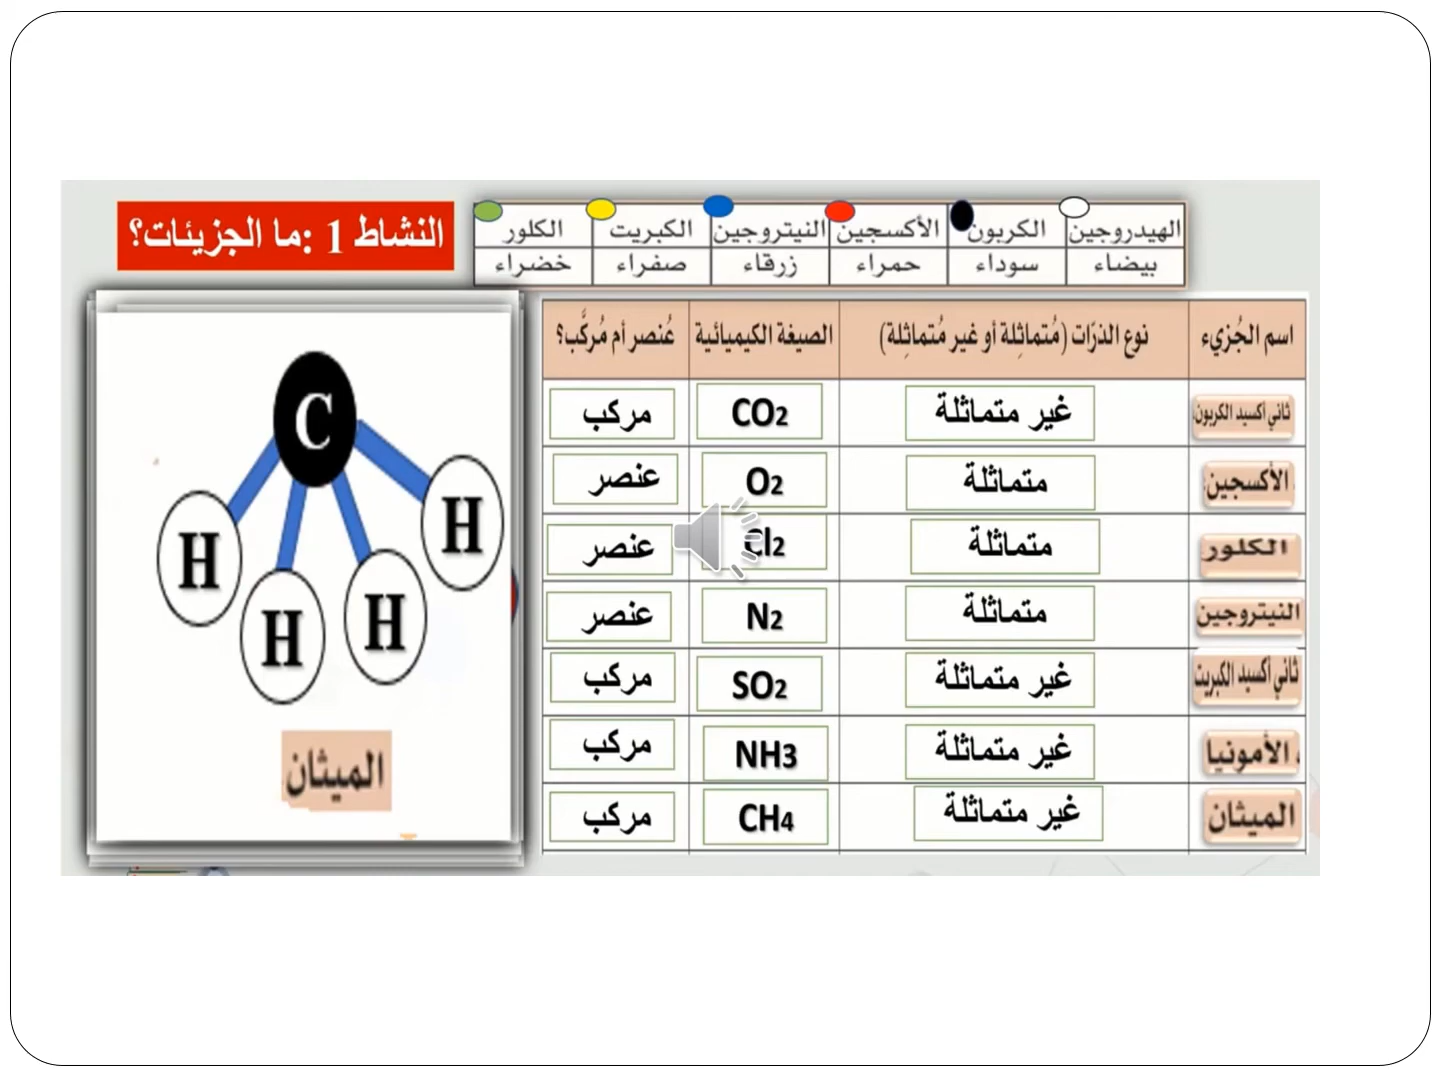 النشاط 1 :ما الجزيئات؟
الهيدروجين الكربون الأكسجين النيتروجين الكبريت الكلور
بيضاء سوداء حمراء زرقاء صفراء خضراء
اسم الجُزيء نوع الذرّات (مُتماثِلة أو غير مُتماثِلة) الصيغة الكيميائية عُنصر أم مُركَّب؟
ثاني أكسيد الكربون غير متماثلة CO2 مركب
الأكسجين متماثلة O2 عنصر
الكلور متماثلة Cl2 عنصر
النيتروجين متماثلة N2 عنصر
ثاني أكسيد الكبريت غير متماثلة SO2 مركب
الأمونيا غير متماثلة NH3 مركب
الميثان غير متماثلة CH4 مركب
C
H H H H
الميثان